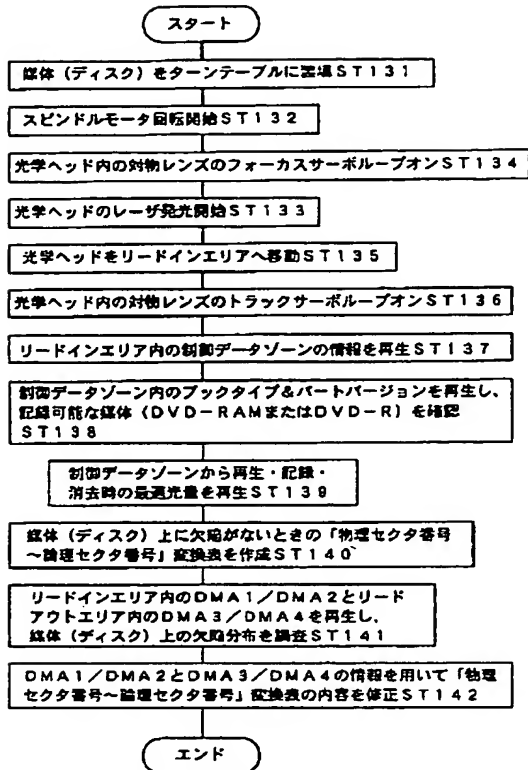 スタート
媒体（ディスク）をターンテーブルに装填ＳＴ１３１
スピンドルモータ回転開始ＳＴ１３２
光学ヘッド内の対物レンズのフォーカスサーボループオンＳＴ１３４
光学ヘッドのレーザ発光開始ＳＴ１３３
光学ヘッドをリードインエリアへ移動ＳＴ１３５
光学ヘッド内の対物レンズのトラックサーボループオンＳＴ１３６
リードインエリア内の制御データゾーンの情報を再生ＳＴ１３７
制御データゾーン内のブックタイプ＆パートバージョンを再生し、
記録可能な媒体（ＤＶＤ－ＲＡＭまたはＤＶＤ－Ｒ）を確認
ＳＴ１３８
制御データゾーンから再生・記録・
消去時の最適光量を再生ＳＴ１３９
媒体（ディスク）上に欠陥がないときの「物理セクタ番号
～論理セクタ番号」変換表を作成ＳＴ１４０
リードインエリア内のＤＭＡ１／ＤＭＡ２とリード
アウトエリア内のＤＭＡ３／ＤＭＡ４を再生し、
媒体（ディスク）上の欠陥分布を調査ＳＴ１４１
ＤＭＡ１／ＤＭＡ２とＤＭＡ３／ＤＭＡ４の情報を用いて「物理
セクタ番号～論理セクタ番号」変換表の内容を修正ＳＴ１４２
エンド